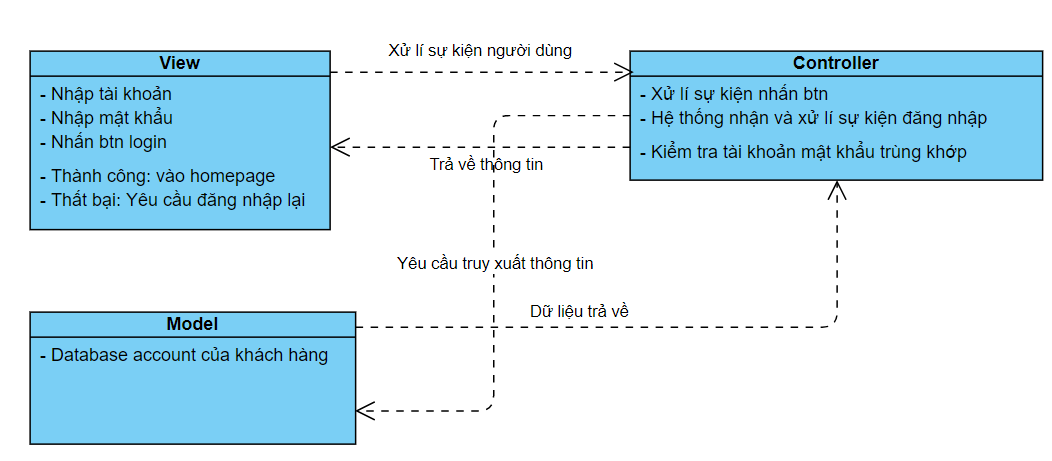 Xử lí sự kiện người dùng
View
- Nhập tài khoản
- Nhập mật khẩu
- Nhấn btn login
- Thành công: vào homepage
- Thất bại: Yêu cầu đăng nhập lại
Controller
- Xử lí sự kiện nhấn btn
- Hệ thống nhận và xử lí sự kiện đăng nhập
- Kiểm tra tài khoản mật khẩu trùng khớp
Trả về thông tin
Yêu cầu truy xuất thông tin
Dữ liệu trả về
Model
- Database account của khách hàng